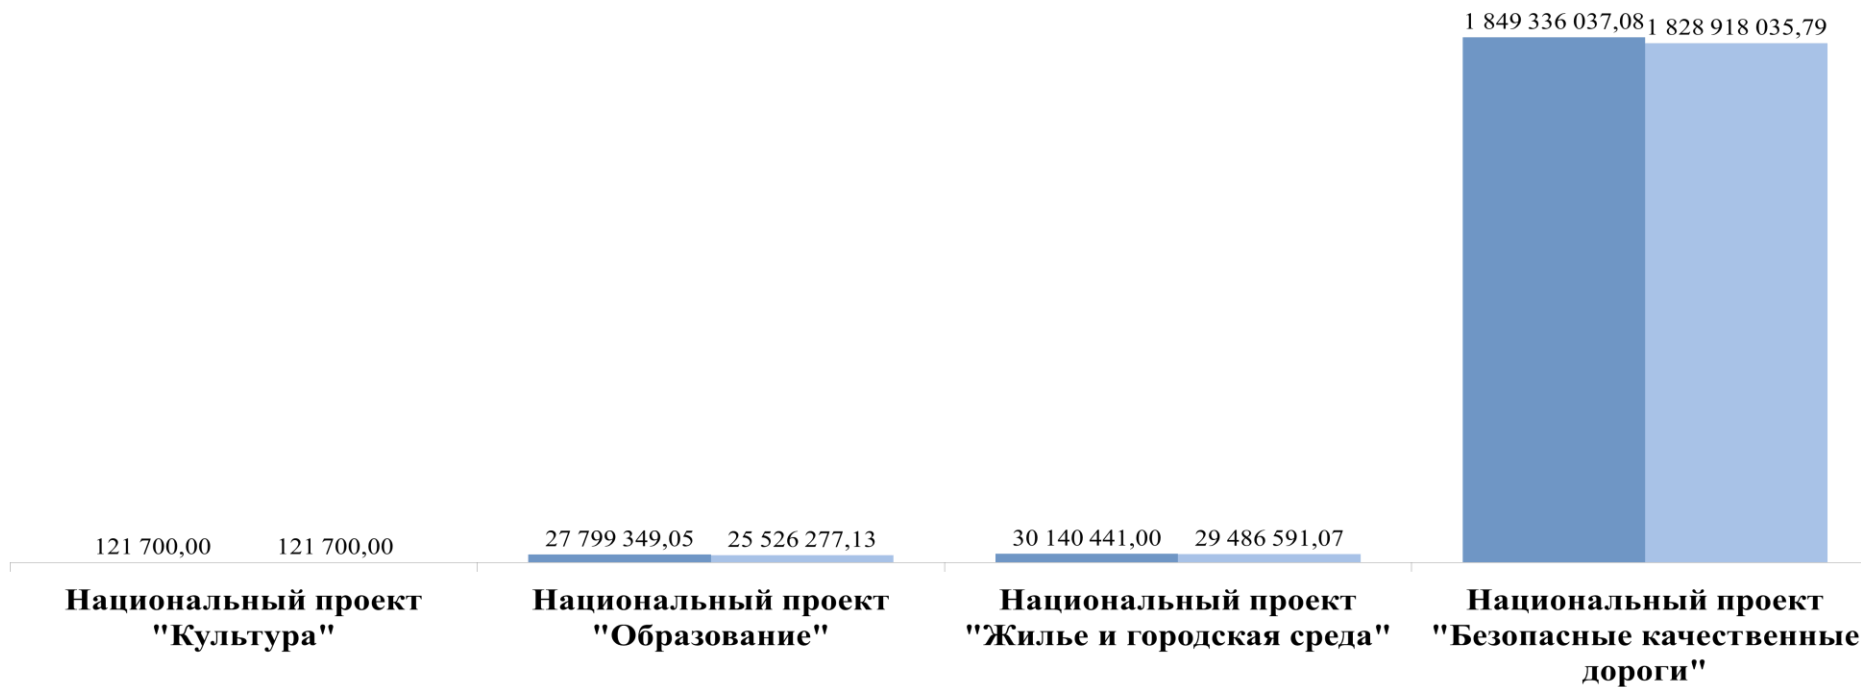 1 849 336 037,08 1 828 918 035,79
121 700,00 121 700,00 27 799 349,05 25 526 277,13 30 140 441,00 29 486 591,07
Национальный проект
"Культура"
Национальный проект
"Образование"
Национальный проект
"Жилье и городская среда"
Национальный проект
"Безопасные качественные
дороги"